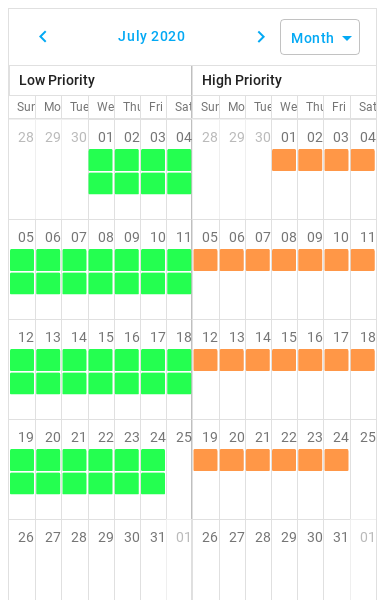 July 2020 Month
Low Priority High Priority
Sun Mo Tue We Thu Fri Sat Sun Mo Tue We Thu Fri Sat
28 29 30 01 02 03 04 28 29 30 01 02 03 04
05 06 07 08 09 10 11 05 06 07 08 09 10 11
12 13 14 15 16 17 18 12 13 14 15 16 17 18
19 20 21 22 23 24 25 19 20 21 22 23 24 25
26 27 28 29 30 31 01 26 27 28 29 30 31 01